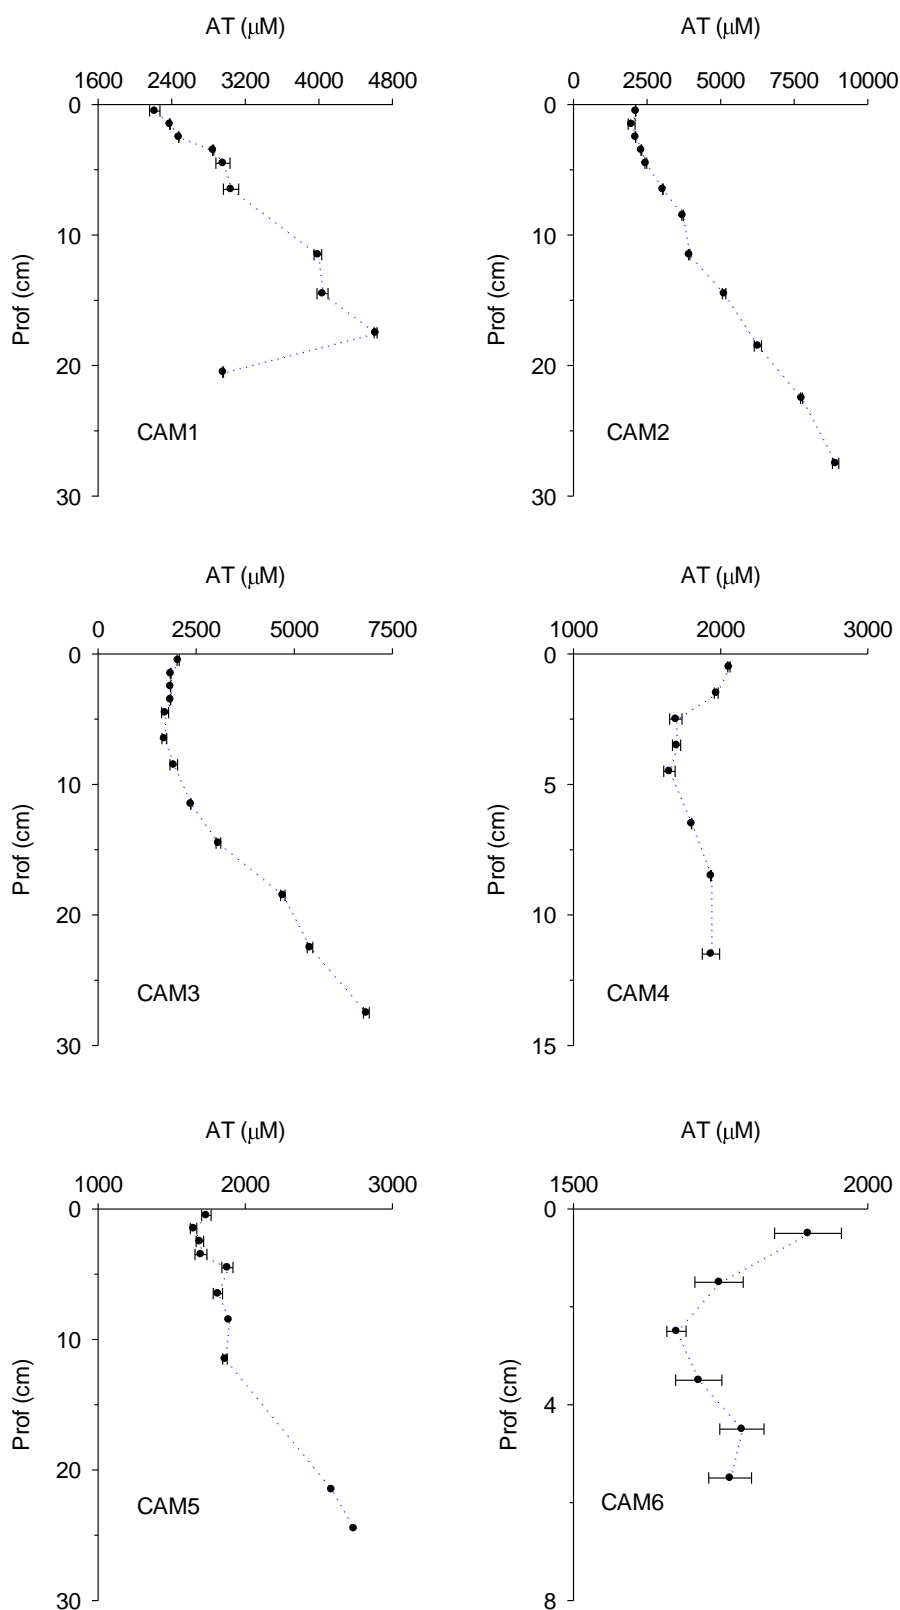 AT (μM)
AT (μM)
1600 2400 3200 4000 4800
0 2500 5000 7500 10000
0
10
20
30
Prof (cm)
CAM1
0
10
20
30
Prof (cm)
CAM2
AT (μM)
AT (μM)
0 2500 5000 7500
1000 2000 3000
0
10
20
30
Prof (cm)
CAM3
0
5
10
15
Prof (cm)
CAM4
AT (μM)
AT (μM)
1000 2000 3000
1500 2000
0
10
20
30
Prof (cm)
CAM5
0
4
8
Prof (cm)
CAM6